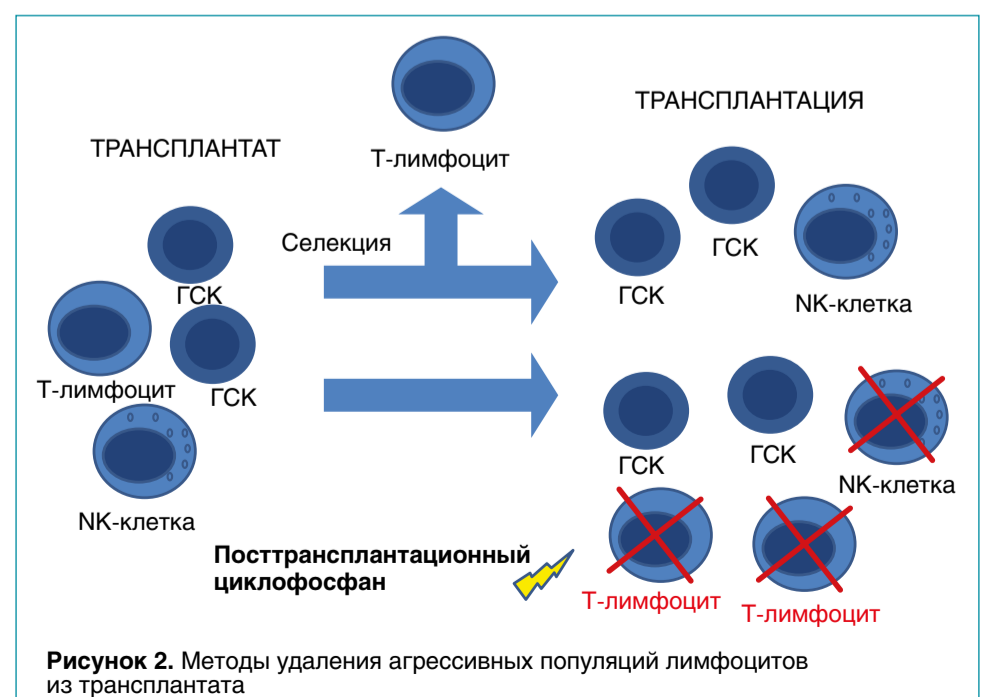 ТРАНСПЛАНТАТ
Т-лимфоцит
ТРАНСПЛАНТАЦИЯ
Селекция
ГСК
Т-лимфоцит
ГСК
NK-клетка
ГСК
ГСК
NK-клетка
ГСК
ГСК
NK-клетка
Посттрансплантационный
циклофосфан
Т-лимфоцит
Т-лимфоцит
Рисунок 2. Методы удаления агрессивных популяций лимфоцитов
из трансплантата